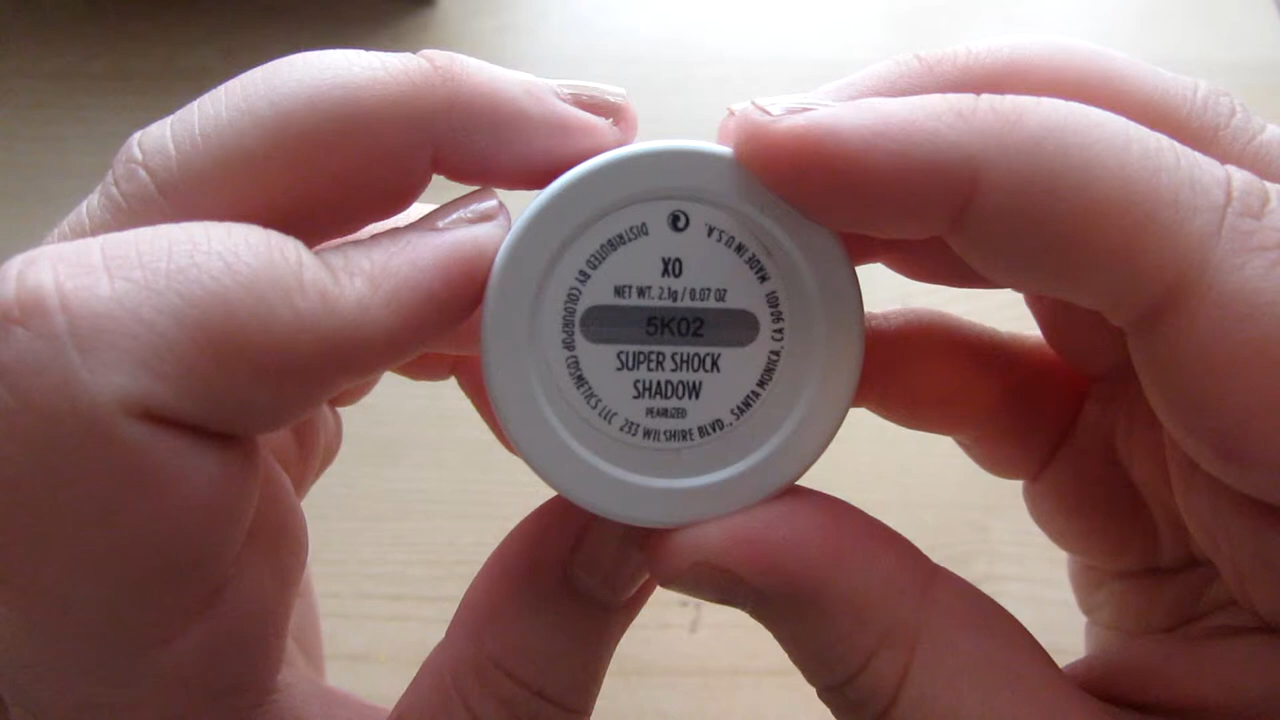 XO
NET WT. 2.1g / 0.07 OZ
5K02
SUPER SHOCK
SHADOW
PEARLIZED
DISTRIBUTED BY COLOURPOP COSMETICS LLC 233 WILSHIRE BLVD., SANTA MONICA, CA 90401 MADE IN U.S.A.